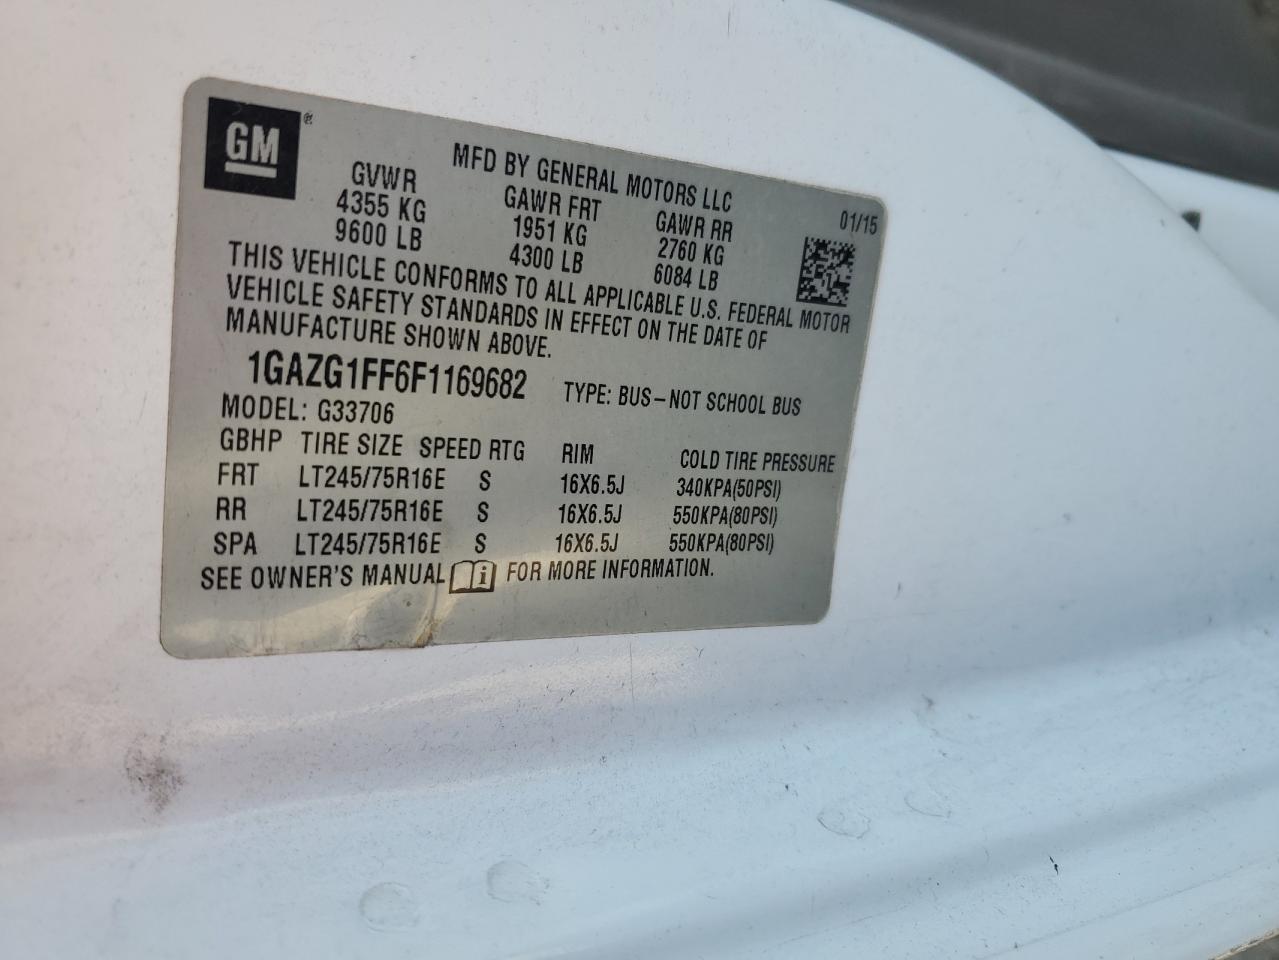 GM®
MFD BY GENERAL MOTORS LLC
01/15
GVWR GAWR FRT GAWR RR
4355 KG 1951 KG 2760 KG
9600 LB 4300 LB 6084 LB
THIS VEHICLE CONFORMS TO ALL APPLICABLE U.S. FEDERAL MOTOR
VEHICLE SAFETY STANDARDS IN EFFECT ON THE DATE OF
MANUFACTURE SHOWN ABOVE.
1GAZG1FF6F1169682 TYPE: BUS-NOT SCHOOL BUS
MODEL: G33706
GBHP TIRE SIZE SPEED RTG RIM COLD TIRE PRESSURE
FRT LT245/75R16E S 16X6.5J 340KPA(50PSI)
RR LT245/75R16E S 16X6.5J 550KPA(80PSI)
SPA LT245/75R16E S 16X6.5J 550KPA(80PSI)
SEE OWNER'S MANUAL i FOR MORE INFORMATION.